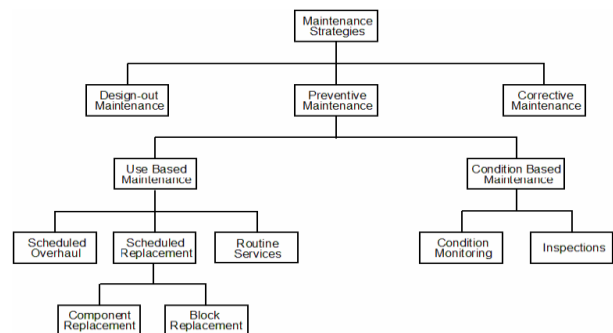 Maintenance
Strategies
Design-out
Maintenance
Preventive
Maintenance
Corrective
Maintenance
Use Based
Maintenance
Condition Based
Maintenance
Scheduled
Overhaul
Scheduled
Replacement
Routine
Services
Condition
Monitoring
Inspections
Component
Replacement
Block
Replacement